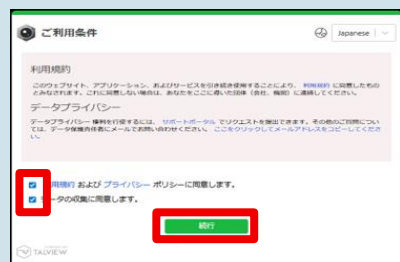 ご利用条件
Japanese
利用規約
このウェブサイト、アプリケーション、およびサービスを引き続き使用することにより、利用規約 に同意したもの
とみなされます。これに同意しない場合は、あなたをここに導いた団体（会社、機関）に連絡してください。
データプライバシー
データプライバシー 権利を行使するには、サポートポータル でリクエストを提出できます。その他のご質問につい
ては、データ保護責任者にメールでお問い合わせください。 ここをクリックしてメールアドレスをコピーしてくださ
い。
用規約 および プライバシー ポリシーに同意します。
ータの収集に同意します。
続行
TALVIEW